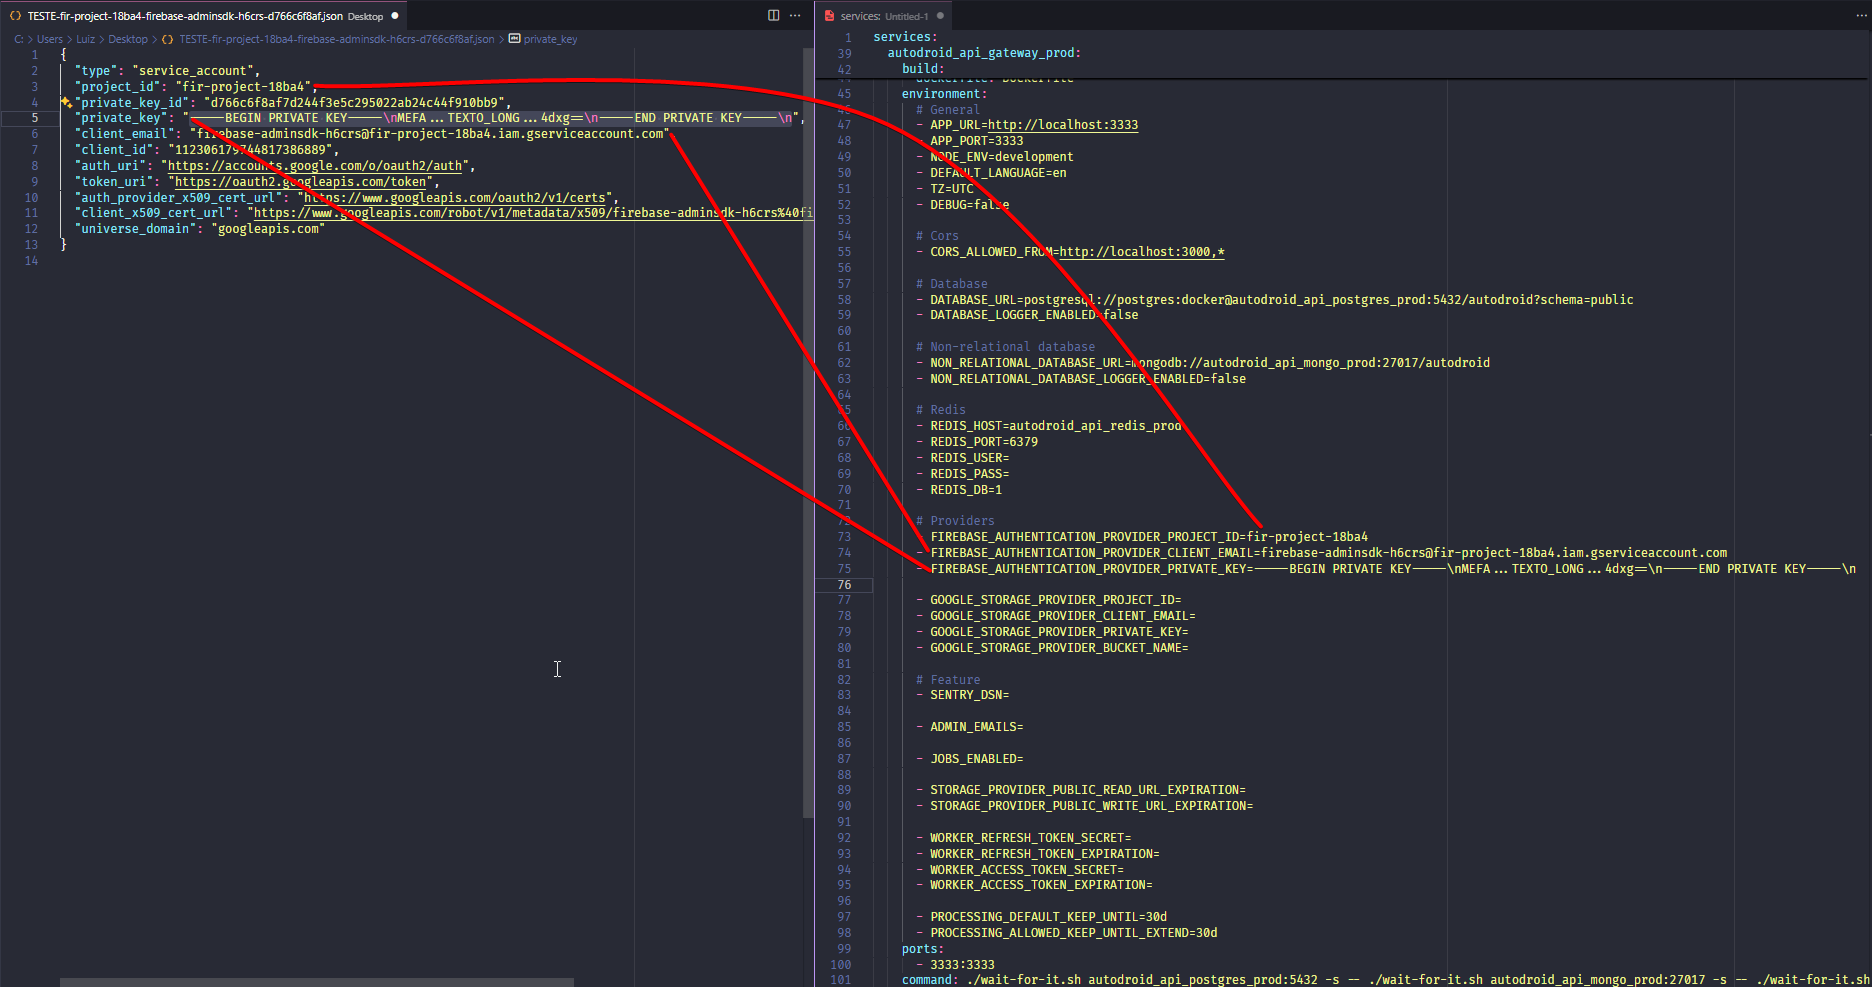 TESTE-fir-project-18ba4-firebase-adminsdk-h6crs-d766c6f8af.json Desktop
C: > Users > Luiz > Desktop > {} TESTE-fir-project-18ba4-firebase-adminsdk-h6crs-d766c6f8af.json > private_key
1 {
2 "type": "service_account",
3 "project_id": "fir-project-18ba4",
4 "private_key_id": "d766c6f8af7d244f3e5c295022ab24c44f910bb9",
5 "private_key": "-----BEGIN PRIVATE KEY-----\nMEFA...TEXTO_LONG...4dxg==\n-----END PRIVATE KEY-----\n",
6 "client_email": "firebase-adminsdk-h6crs@fir-project-18ba4.iam.gserviceaccount.com"
7 "client_id": "112306179744817386889",
8 "auth_uri": "https://accounts.google.com/o/oauth2/auth",
9 "token_uri": "https://oauth2.googleapis.com/token",
10 "auth_provider_x509_cert_url": "https://www.googleapis.com/oauth2/v1/certs",
11 "client_x509_cert_url": "https://www.googleapis.com/robot/v1/metadata/x509/firebase-adminsdk-h6crs%40fi
12 "universe_domain": "googleapis.com"
13 }
14
services: Untitled-1
1 services:
39 autodroid_api_gateway_prod:
42 build:
44 dockerfile: Dockerfile
45 environment:
46 # General
47 - APP_URL=http://localhost:3333
48 - APP_PORT=3333
49 - NODE_ENV=development
50 - DEFAULT_LANGUAGE=en
51 - TZ=UTC
52 - DEBUG=false
53
54 # Cors
55 - CORS_ALLOWED_FROM=http://localhost:3000,*
56
57 # Database
58 - DATABASE_URL=postgresql://postgres:docker@autodroid_api_postgres_prod:5432/autodroid?schema=public
59 - DATABASE_LOGGER_ENABLED=false
60
61 # Non-relational database
62 - NON_RELATIONAL_DATABASE_URL=mongodb://autodroid_api_mongo_prod:27017/autodroid
63 - NON_RELATIONAL_DATABASE_LOGGER_ENABLED=false
64
65 # Redis
66 - REDIS_HOST=autodroid_api_redis_prod
67 - REDIS_PORT=6379
68 - REDIS_USER=
69 - REDIS_PASS=
70 - REDIS_DB=1
71
72 # Providers
73 - FIREBASE_AUTHENTICATION_PROVIDER_PROJECT_ID=fir-project-18ba4
74 - FIREBASE_AUTHENTICATION_PROVIDER_CLIENT_EMAIL=firebase-adminsdk-h6crs@fir-project-18ba4.iam.gserviceaccount.com
75 - FIREBASE_AUTHENTICATION_PROVIDER_PRIVATE_KEY=-----BEGIN PRIVATE KEY-----\nMEFA...TEXTO_LONG...4dxg==\n-----END PRIVATE KEY-----\n
76
77 - GOOGLE_STORAGE_PROVIDER_PROJECT_ID=
78 - GOOGLE_STORAGE_PROVIDER_CLIENT_EMAIL=
79 - GOOGLE_STORAGE_PROVIDER_PRIVATE_KEY=
80 - GOOGLE_STORAGE_PROVIDER_BUCKET_NAME=
81
82 # Feature
83 - SENTRY_DSN=
84
85 - ADMIN_EMAILS=
86
87 - JOBS_ENABLED=
88
89 - STORAGE_PROVIDER_PUBLIC_READ_URL_EXPIRATION=
90 - STORAGE_PROVIDER_PUBLIC_WRITE_URL_EXPIRATION=
91
92 - WORKER_REFRESH_TOKEN_SECRET=
93 - WORKER_REFRESH_TOKEN_EXPIRATION=
94 - WORKER_ACCESS_TOKEN_SECRET=
95 - WORKER_ACCESS_TOKEN_EXPIRATION=
96
97 - PROCESSING_DEFAULT_KEEP_UNTIL=30d
98 - PROCESSING_ALLOWED_KEEP_UNTIL_EXTEND=30d
99 ports:
100 - 3333:3333
101 command: ./wait-for-it.sh autodroid_api_postgres_prod:5432 -s -- ./wait-for-it.sh autodroid_api_mongo_prod:27017 -s -- ./wait-for-it.sh